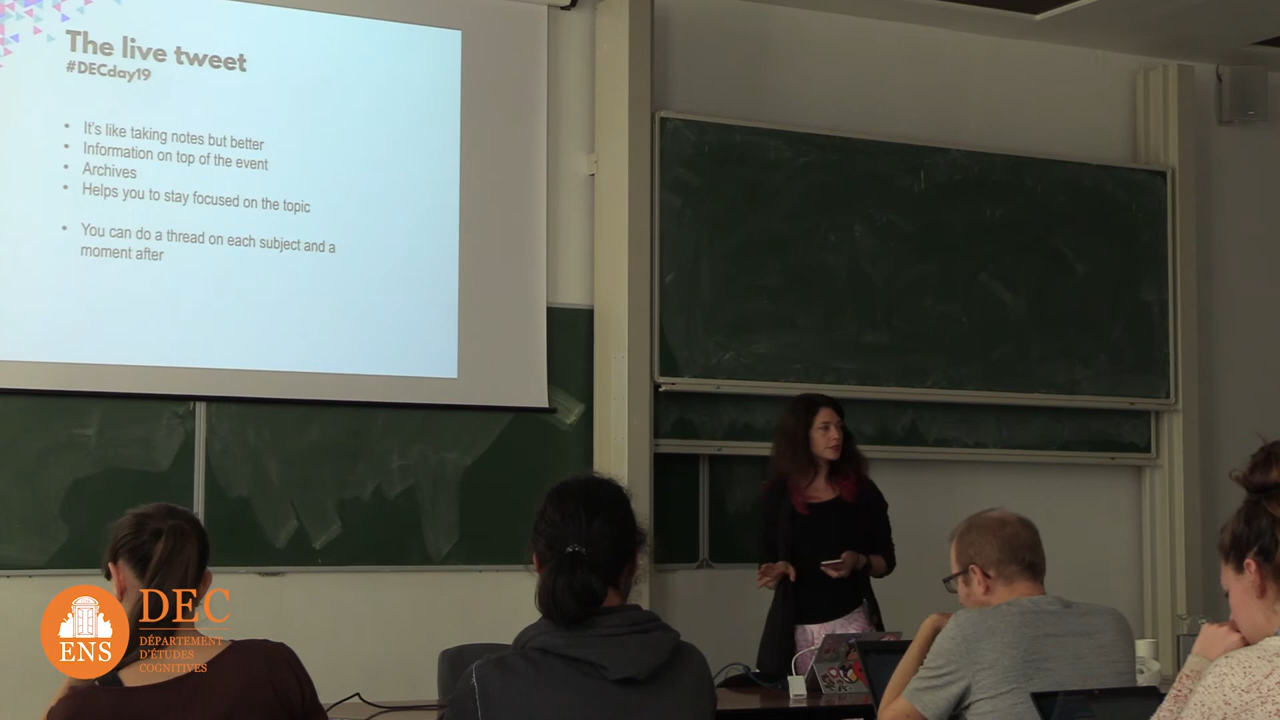 The live tweet
#DECday19
• It's like taking notes but better
• Information on top of the event
• Archives
• Helps you to stay focused on the topic
• You can do a thread on each subject and a
moment after
DEC
ENS
DÉPARTEMENT
D'ÉTUDES
COGNITIVES